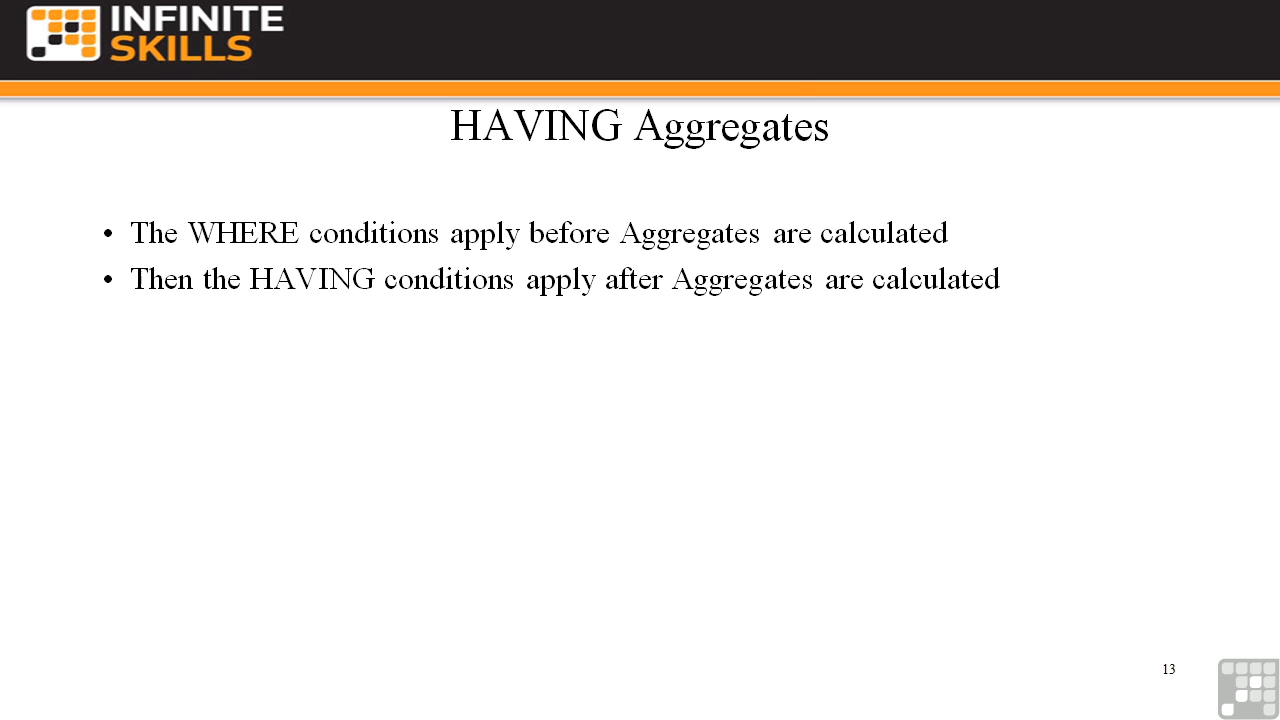 INFINITE
SKILLS
HAVING Aggregates
• The WHERE conditions apply before Aggregates are calculated
• Then the HAVING conditions apply after Aggregates are calculated
13